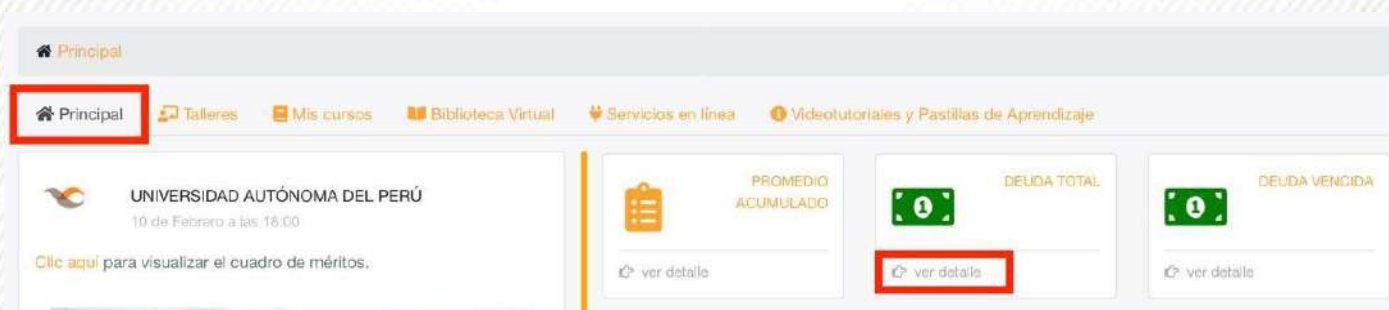 Principal
Principal Talleres Mis cursos Biblioteca Virtual Servicios en línea Videotutoriales y Pastillas de Aprendizaje
UNIVERSIDAD AUTÓNOMA DEL PERÚ
10 de Febrero a las 18:00
Clic aquí para visualizar el cuadro de méritos.
PROMEDIO
ACUMULADO
ver detalle
1
DEUDA TOTAL
ver detalle
1
DEUDA VENCIDA
ver detalle